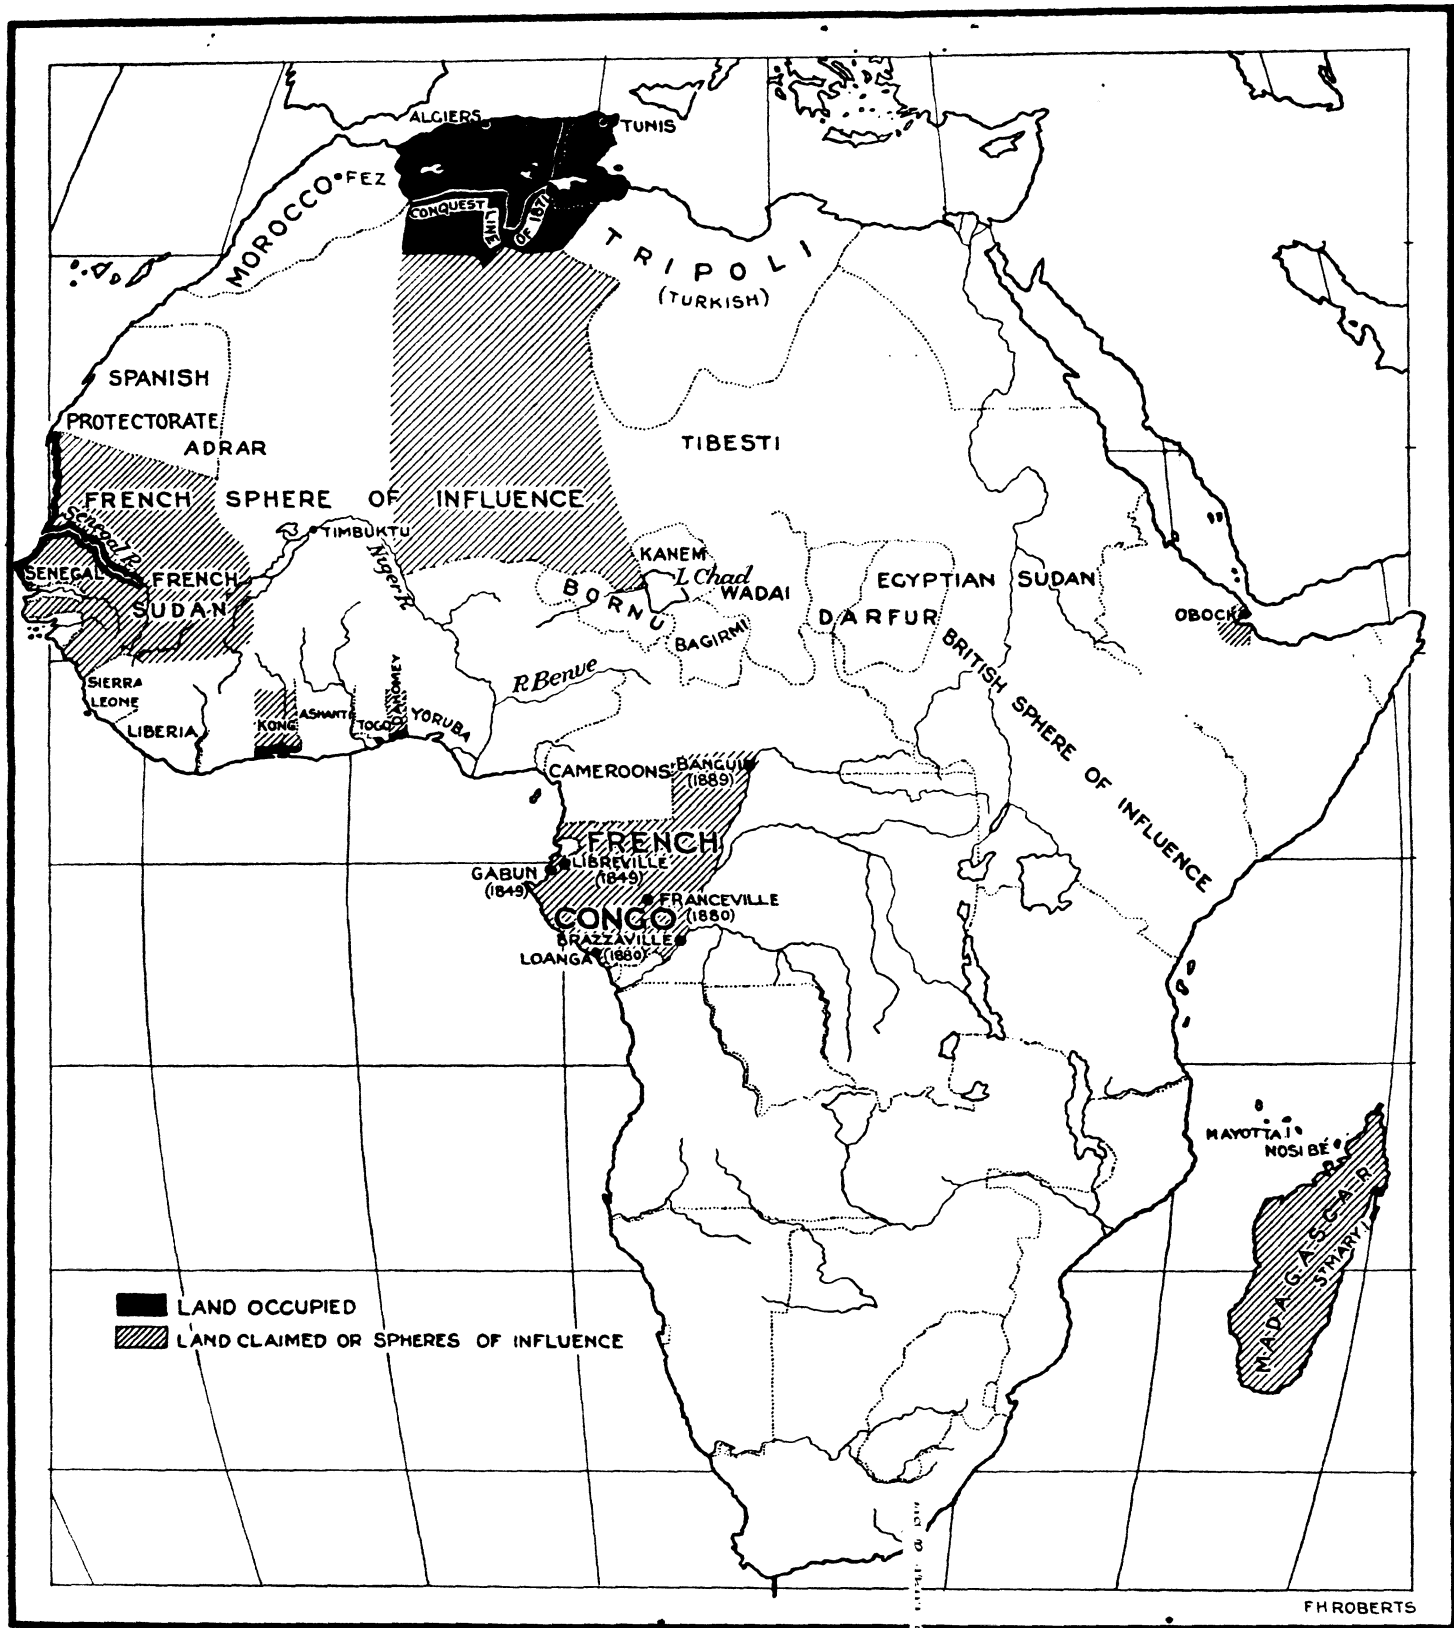 ALGIERS
TUNIS
MOROCCO
FEZ
CONQUEST
LINE
OF 1871
TRIPOLI
(TURKISH)
SPANISH
PROTECTORATE
ADRAR
TIBESTI
FRENCH SPHERE OF INFLUENCE
Senegal R.
TIMBUKTU
Niger R.
KANEM
L Chad
WADAI
SENEGAL
FRENCH
SUDAN
BORNU
BAGIRMI
EGYPTIAN SUDAN
DARFUR
OBOCK
BRITISH SPHERE OF INFLUENCE
R. Benue
SIERRA
LEONE
LIBERIA
KONG
ASHANTI
TOGO
DAHOMEY
YORUBA
CAMEROONS
BANGUI
(1889)
FRENCH
LIBREVILLE
(1849)
GABUN
(1849)
FRANCEVILLE
(1880)
CONGO
BRAZZAVILLE
(1880)
LOANGA
MAYOTTA I.
NOSI BÉ
MADAGASGAR
ST MARY I.
LAND OCCUPIED
LAND CLAIMED OR SPHERES OF INFLUENCE
F H ROBERTS